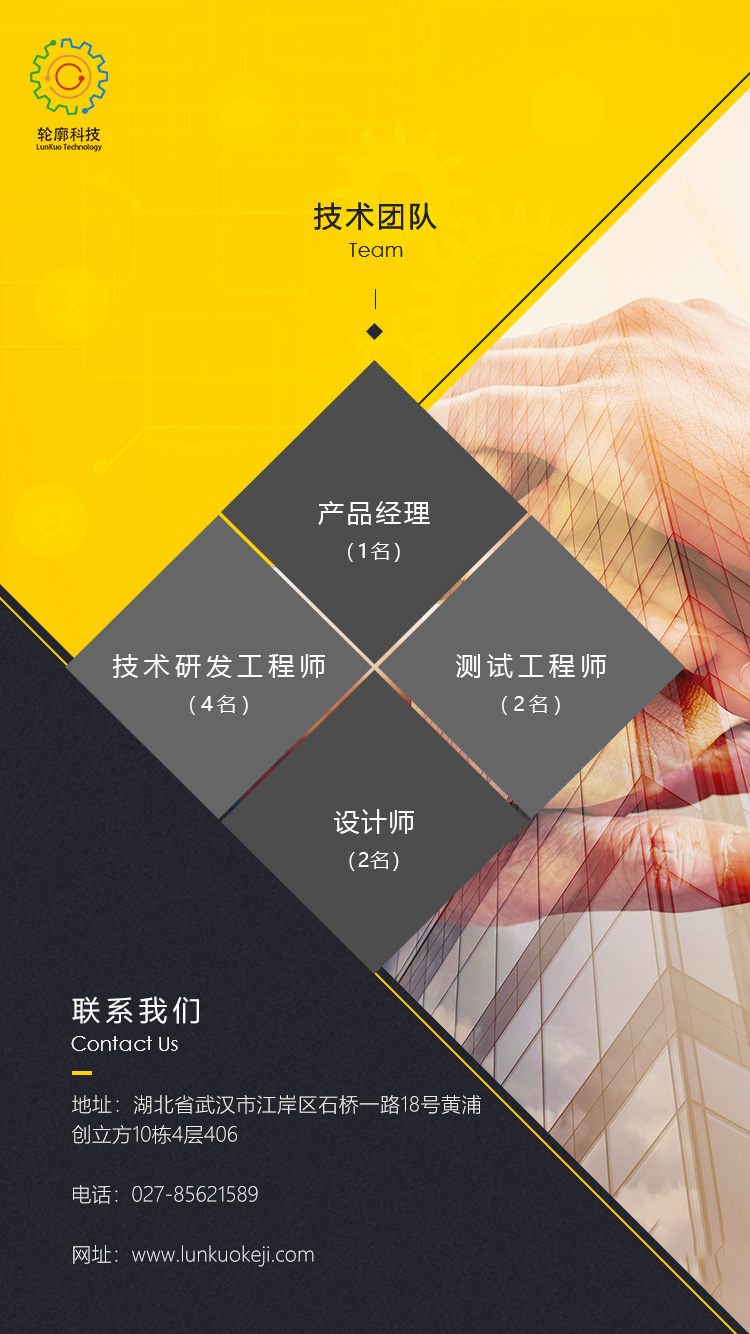 轮廓科技
LunKuo Technology
技术团队
Team
产品经理
(1名)
技术研发工程师
(4名)
测试工程师
(2名)
设计师
(2名)
联系我们
Contact Us
地址：湖北省武汉市江岸区石桥一路18号黄浦
创立方10栋4层406
电话：027-85621589
网址：www.lunkuokeji.com